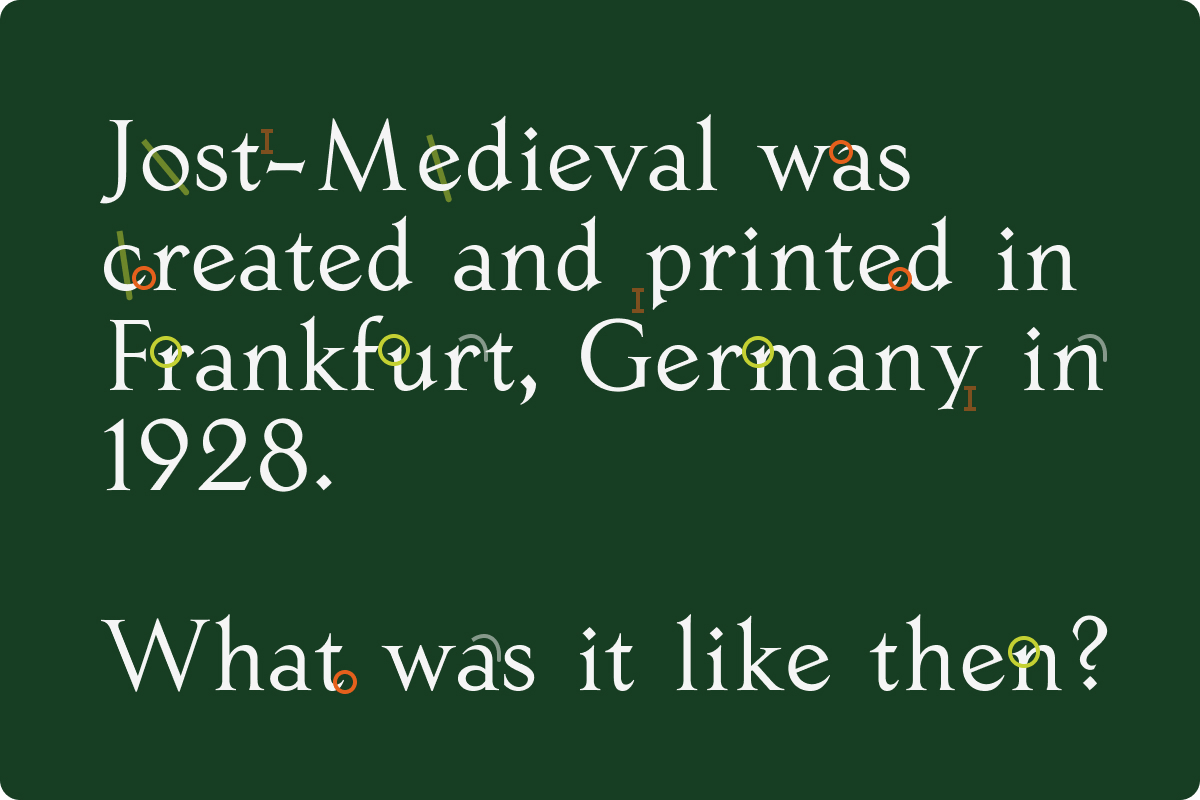 Jost-Medieval was
created and printed in
Frankfurt, Germany in
1928.
What was it like then?